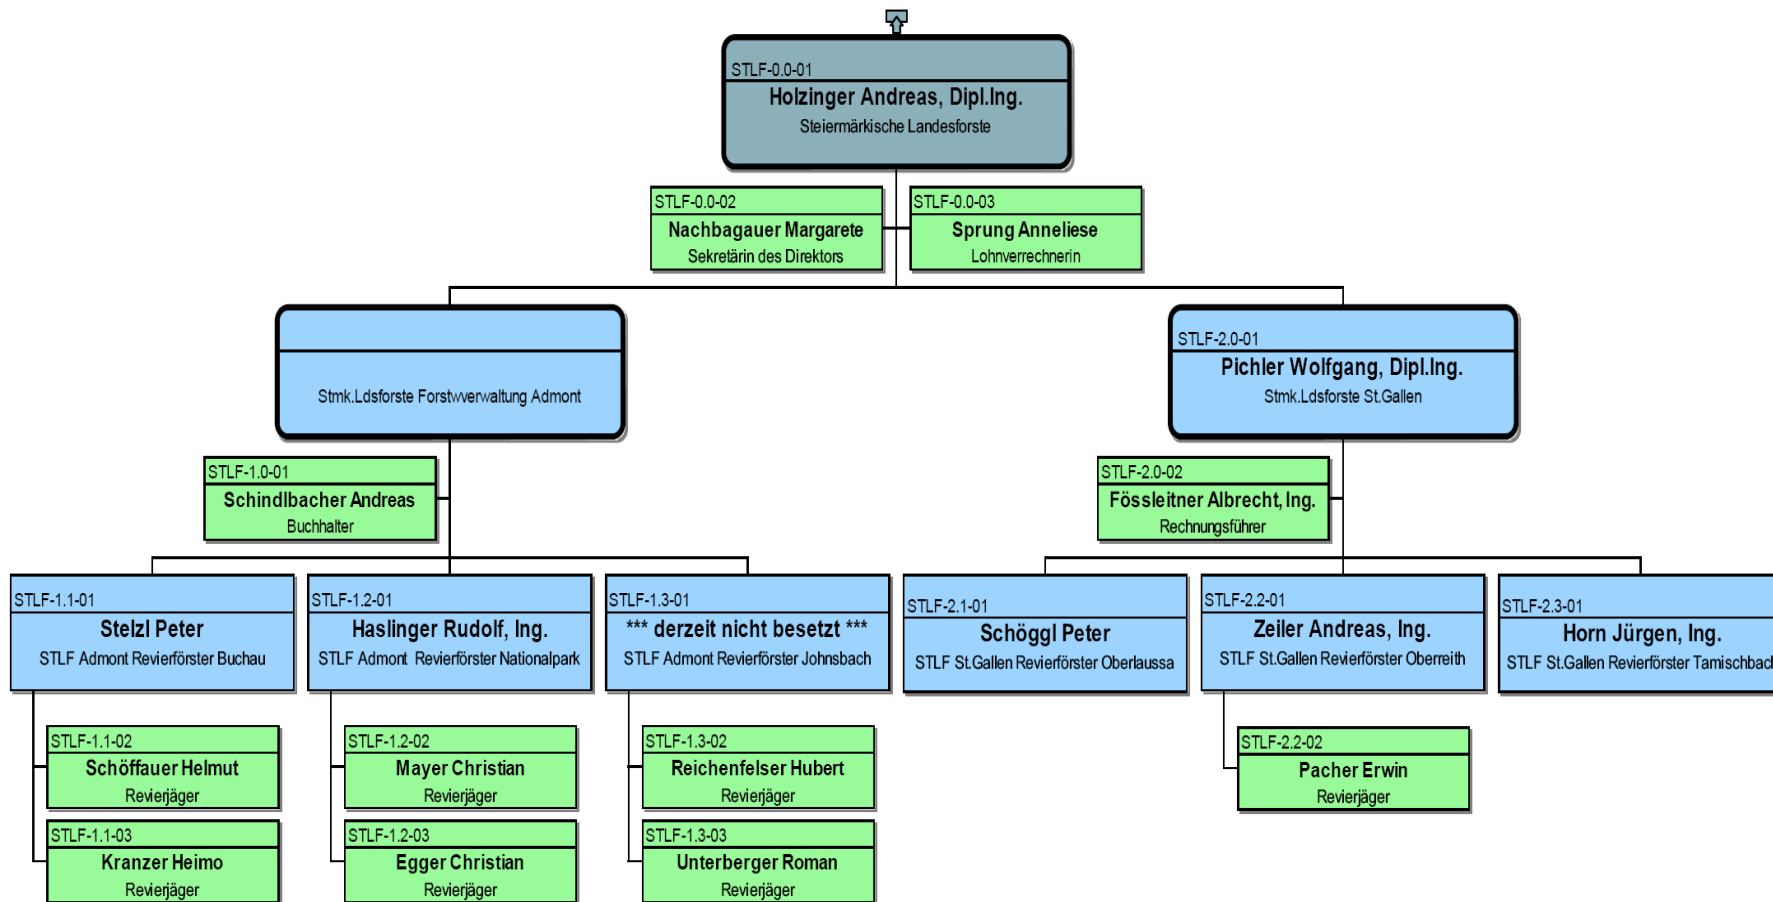 STLF-0.0-01
Holzinger Andreas, Dipl.Ing.
Steiermärkische Landesforste
STLF-0.0-02
Nachbagauer Margarete
Sekretärin des Direktors
STLF-0.0-03
Sprung Anneliese
Lohnverrechnerin
Stmk.Ldsforste Forstwverwaltung Admont
STLF-2.0-01
Pichler Wolfgang, Dipl.Ing.
Stmk.Ldsforste St.Gallen
STLF-1.0-01
Schindlbacher Andreas
Buchhalter
STLF-2.0-02
Fössleitner Albrecht, Ing.
Rechnungsführer
STLF-1.1-01
Stelzl Peter
STLF Admont Revierförster Buchau
STLF-1.2-01
Haslinger Rudolf, Ing.
STLF Admont Revierförster Nationalpark
STLF-1.3-01
*** derzeit nicht besetzt ***
STLF Admont Revierförster Johnsbach
STLF-2.1-01
Schöggl Peter
STLF St.Gallen Revierförster Oberlaussa
STLF-2.2-01
Zeiler Andreas, Ing.
STLF St.Gallen Revierförster Oberreith
STLF-2.3-01
Horn Jürgen, Ing.
STLF St.Gallen Revierförster Tamischbach
STLF-1.1-02
Schöffauer Helmut
Revierjäger
STLF-1.2-02
Mayer Christian
Revierjäger
STLF-1.3-02
Reichenfelser Hubert
Revierjäger
STLF-2.2-02
Pacher Erwin
Revierjäger
STLF-1.1-03
Kranzer Heimo
Revierjäger
STLF-1.2-03
Egger Christian
Revierjäger
STLF-1.3-03
Unterberger Roman
Revierjäger